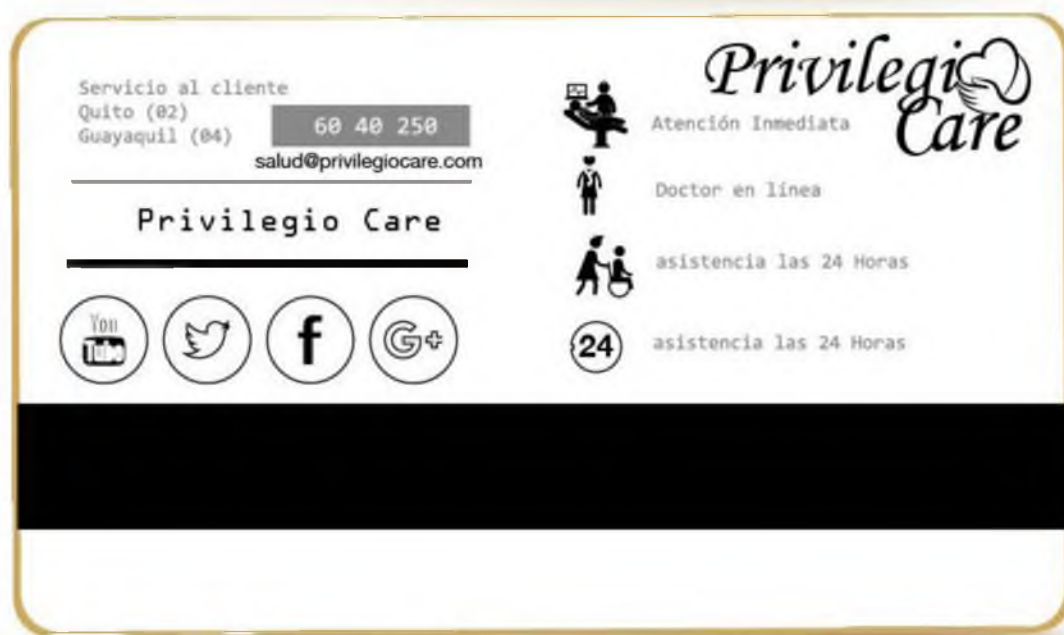 Servicio al cliente
Quito (02)
Guayaquil (04)
60 40 250
salud@privilegiocare.com
Privilegio Care
You
Tube
G+
Privilegio
Care
Atención Inmediata
Doctor en línea
asistencia las 24 Horas
24
asistencia las 24 Horas